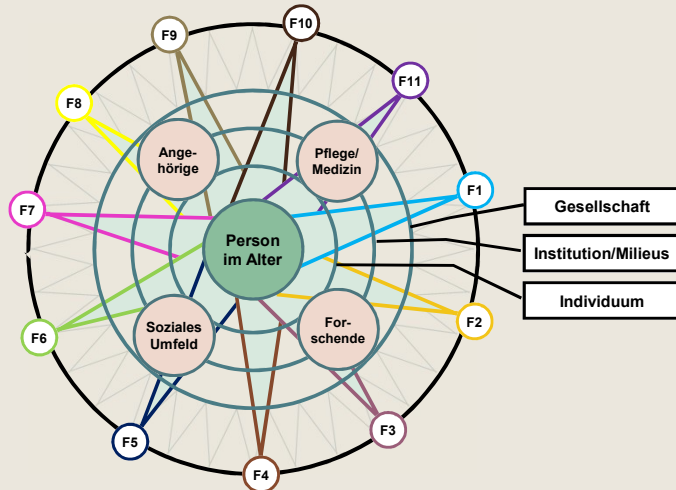 F10
F9
F11
F8
Ange-
hörige
Pflege/
Medizin
F1
Gesellschaft
F7
Person
im Alter
Institution/Milieus
Individuum
F2
F6
Soziales
Umfeld
For-
schende
F3
F5
F4